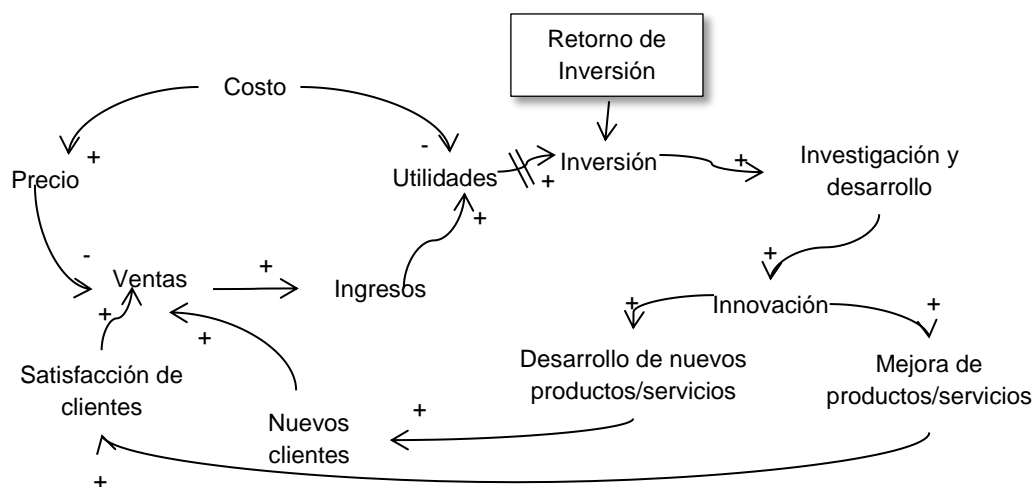 Retorno de
Inversión
Costo
+
-
Precio
Utilidades
+
Inversión
+
Investigación y
desarrollo
+
-
Ventas
+
Ingresos
+
Innovación
+
+
+
+
Satisfacción de
clientes
Desarrollo de nuevos
productos/servicios
Mejora de
productos/servicios
+
Nuevos
clientes
+